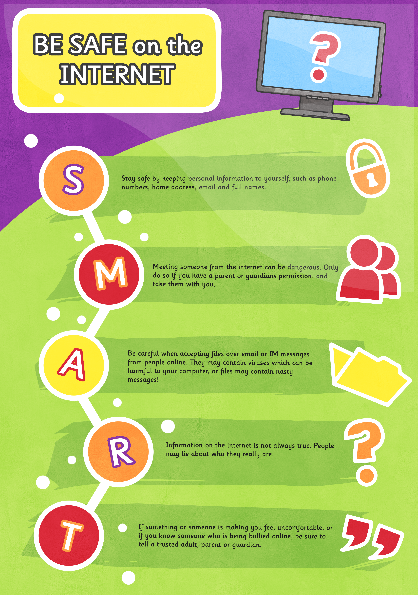 BE SAFE on the
INTERNET
?
S
Stay safe by keeping personal information to yourself, such as phone
numbers, home address, email and full names.
M
Meeting someone from the internet can be dangerous. Only
do so if you have a parent or guardians permission, and
take them with you.
A
Be careful when accepting files over email or IM messages
from people online. They may contain viruses which can be
harmful to your computer, or files may contain nasty
messages!
R
Information on the internet is not always true. People
may lie about who they really are
?
T
If something or someone is making you feel uncomfortable, or
if you know someone who is being bullied online, be sure to
tell a trusted adult, parent or guardian.